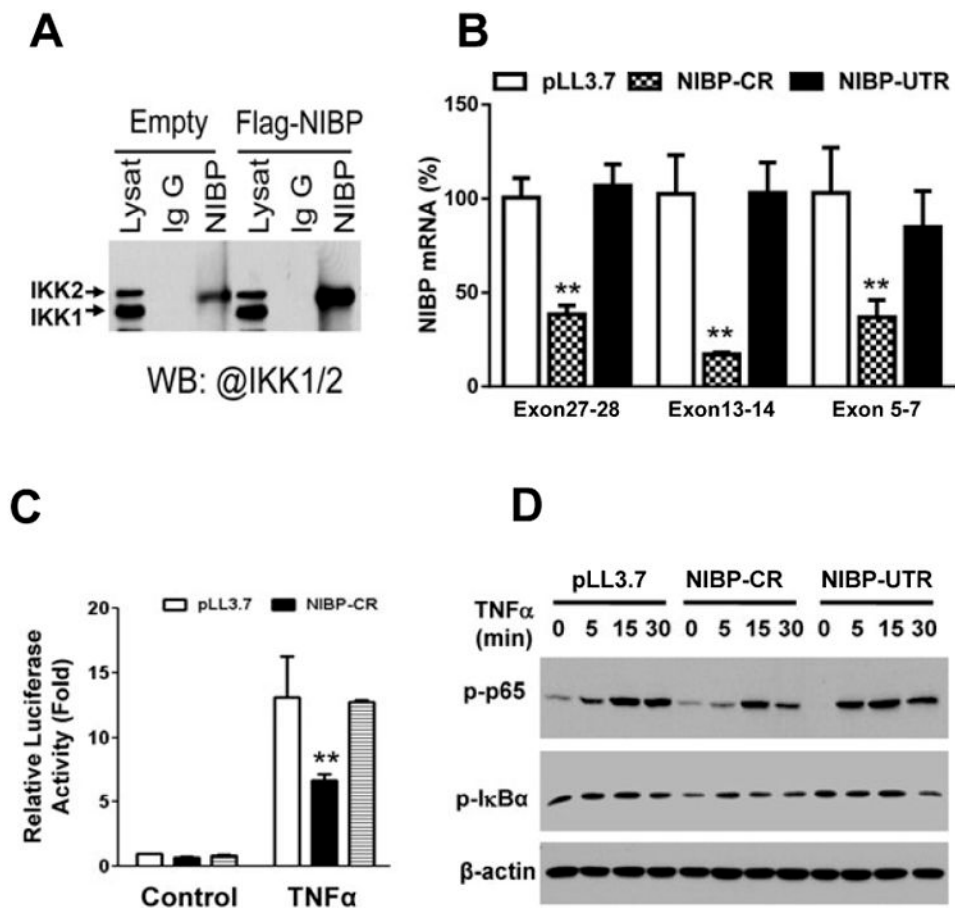 A
Empty Flag-NIBP
Lysat Ig G NIBP Lysat Ig G NIBP
IKK2
IKK1
WB: @IKK1/2
B
pLL3.7 NIBP-CR NIBP-UTR
NIBP mRNA (%)
150
100
50
0
** ** **
Exon27-28 Exon13-14 Exon 5-7
C
pLL3.7 NIBP-CR
Relative Luciferase
Activity (Fold)
20
15
10
5
0
**
Control TNFα
D
pLL3.7 NIBP-CR NIBP-UTR
TNFα
(min)
0 5 15 30 0 5 15 30 0 5 15 30
p-p65
p-IκBα
β-actin